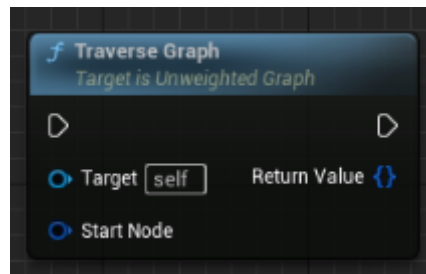 f Traverse Graph
Target is Unweighted Graph
Target self
Return Value {}
Start Node